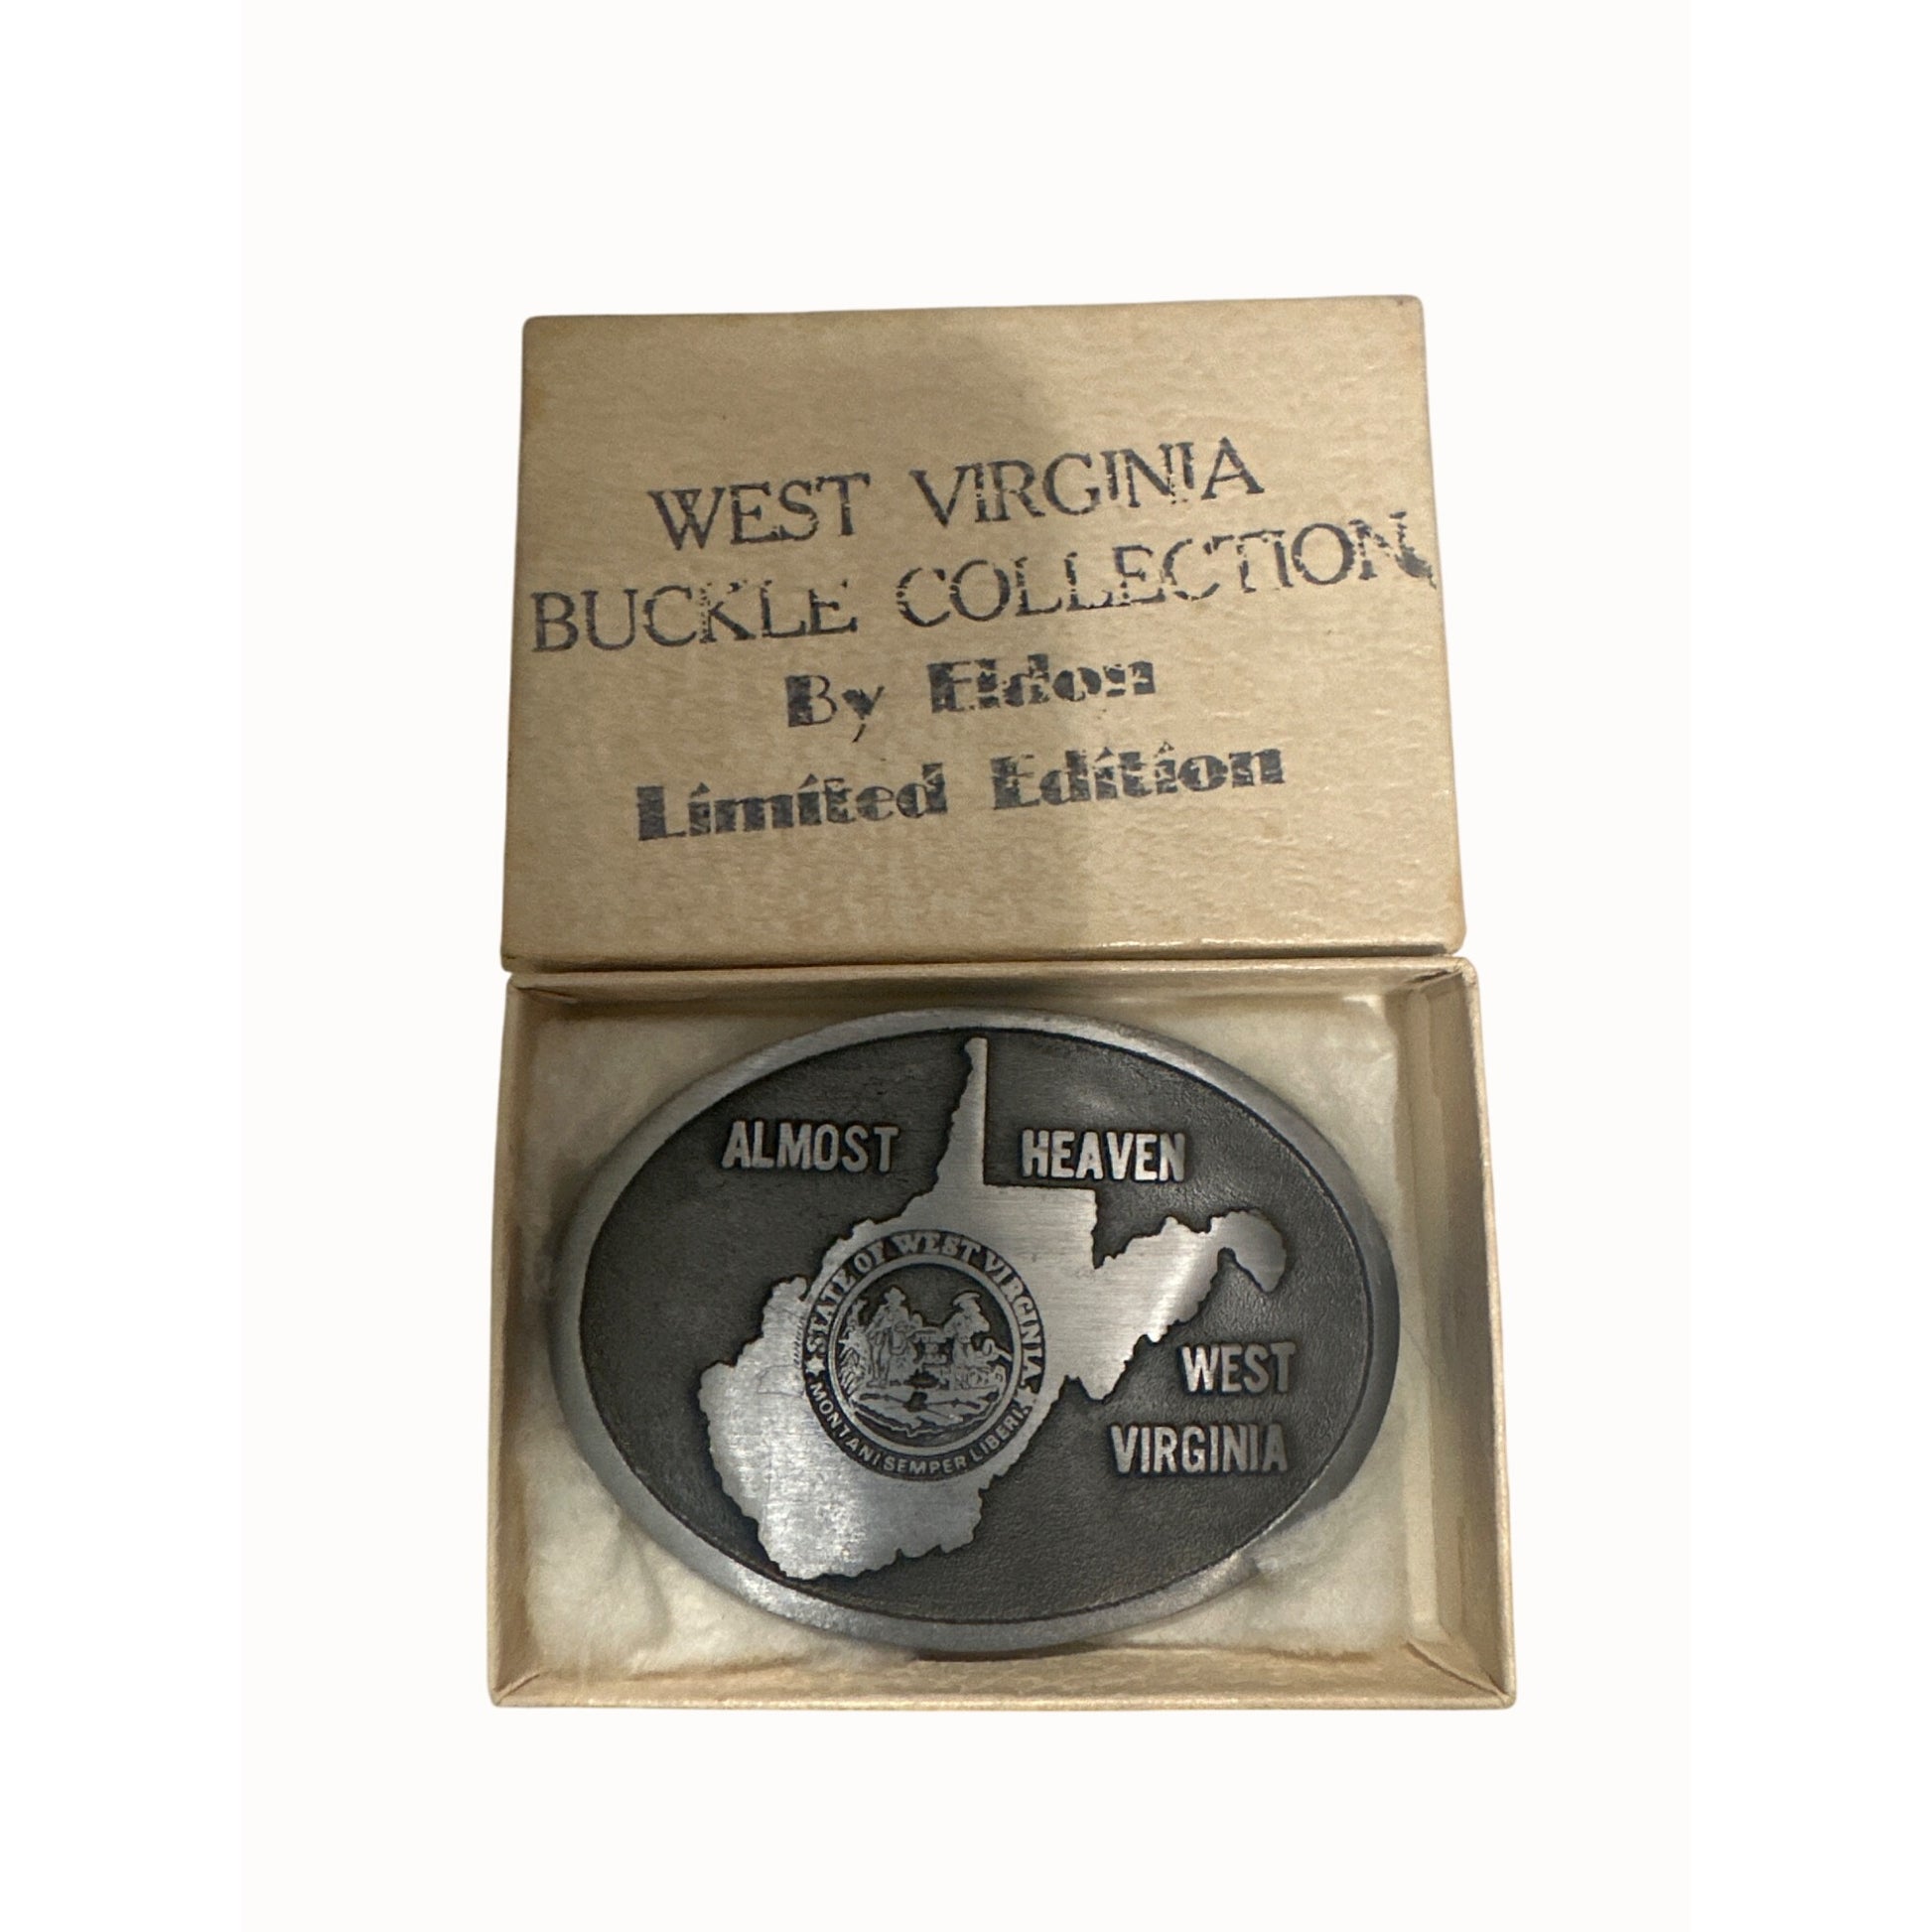 WEST VIRGINIA
BUCKLE COLLECTION
By Eldon
Limited Edition
ALMOST HEAVEN
STATE OF WEST VIRGINIA
MONTANI SEMPER LIBERI
WEST
VIRGINIA